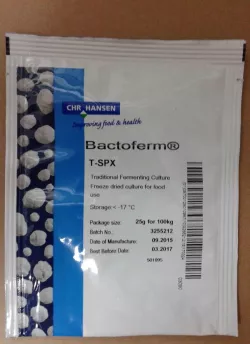 CHR HANSEN
Improving food & health
Bactoferm®
T-SPX
Traditional Fermenting Culture
Freeze dried culture for food
use
Storage < -17 °C
Package size: 25g for 100kg
Batch No.: 3255212
Date of Manufacture: 09.2015
Best Before Date: 03.2017